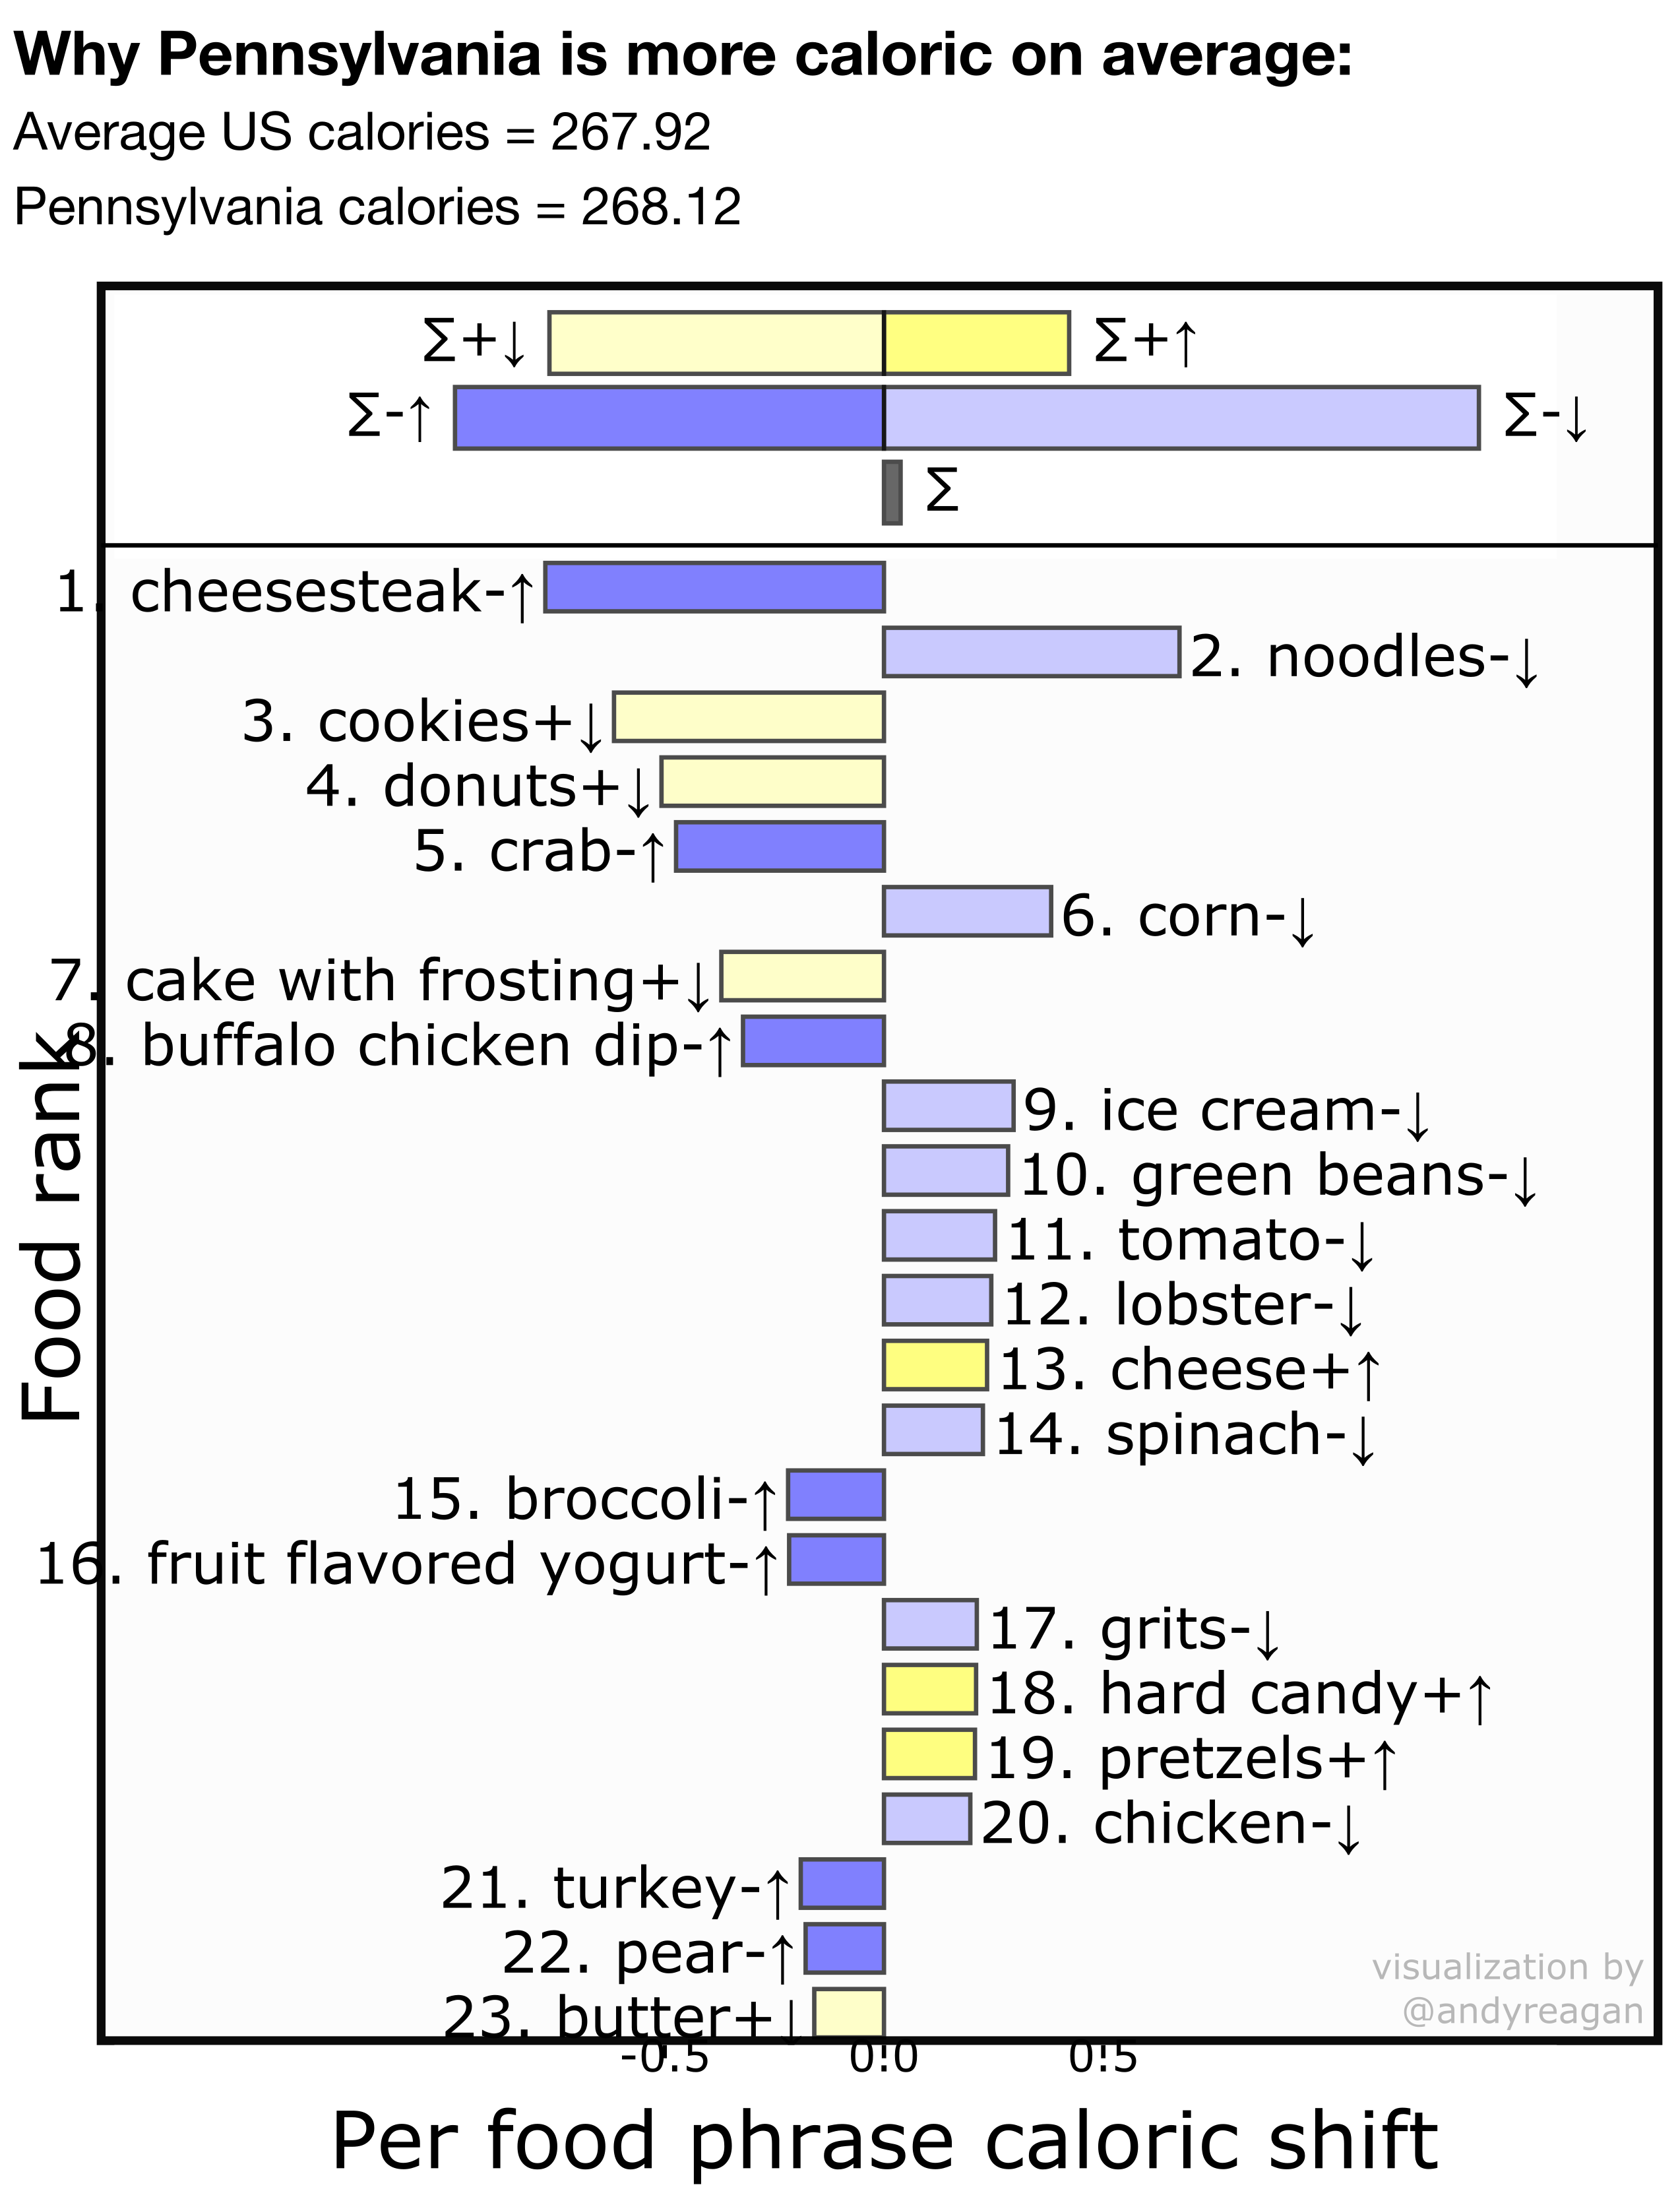 Why Pennsylvania is more caloric on average:
Average US calories = 267.92
Pennsylvania calories = 268.12
∑+↓ ∑+↑
∑-↑ ∑-↓
∑
1. cheesesteak-↑
2. noodles-↓
3. cookies+↓
4. donuts+↓
5. crab-↑
6. corn-↓
7. cake with frosting+↓
8. buffalo chicken dip-↑
9. ice cream-↓
10. green beans-↓
11. tomato-↓
12. lobster-↓
13. cheese+↑
14. spinach-↓
15. broccoli-↑
16. fruit flavored yogurt-↑
17. grits-↓
18. hard candy+↑
19. pretzels+↑
20. chicken-↓
21. turkey-↑
22. pear-↑
23. butter+↓
Food rank
visualization by
@andyreagan
-0.5 0.0 0.5
Per food phrase caloric shift